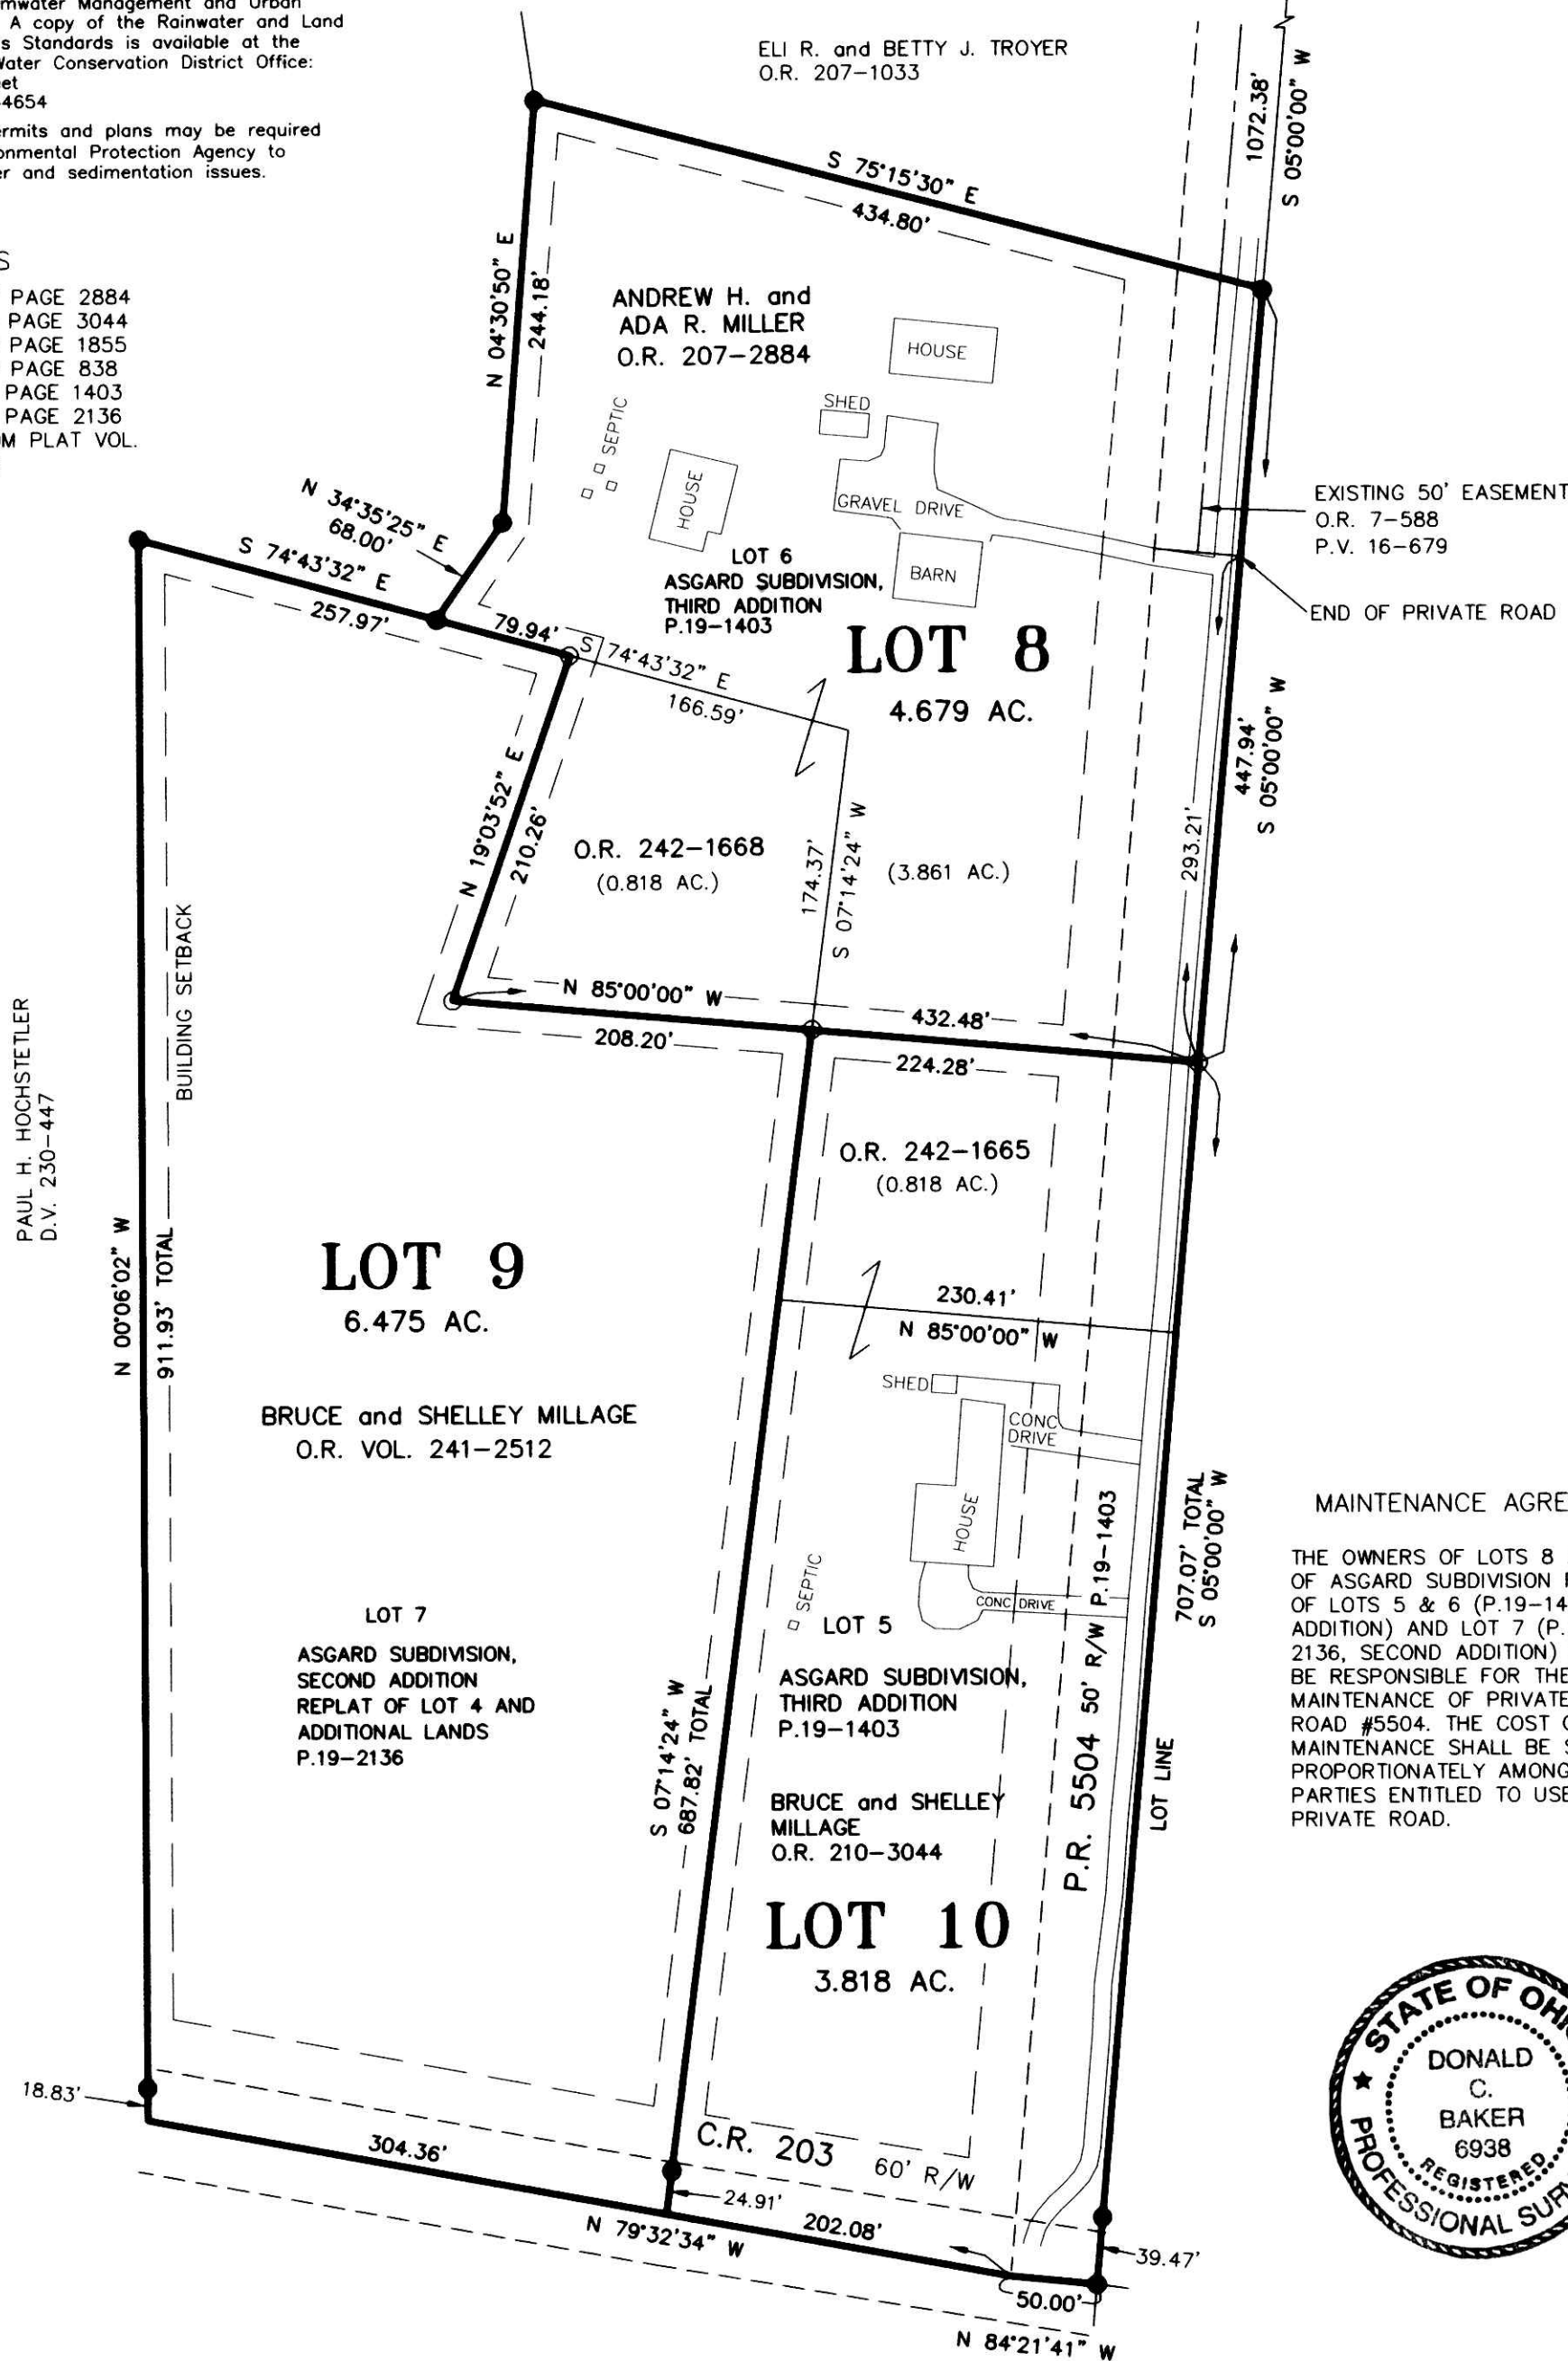 mwater Management and Urban
A copy of the Rainwater and Land
s Standards is available at the
Water Conservation District Office:
et
4654
ermits and plans may be required
onmental Protection Agency to
er and sedimentation issues.
S
PAGE 2884
PAGE 3044
PAGE 1855
PAGE 838
PAGE 1403
PAGE 2136
OM PLAT VOL.
ELI R. and BETTY J. TROYER
O.R. 207-1033
1072.38'
S 05°00'00" W
S 75°15'30" E
434.80'
N 04°30'50" E
244.18'
ANDREW H. and
ADA R. MILLER
O.R. 207-2884
HOUSE
SHED
SEPTIC
HOUSE
GRAVEL DRIVE
BARN
EXISTING 50' EASEMENT
O.R. 7-588
P.V. 16-679
END OF PRIVATE ROAD
N 34°35'25" E
68.00'
S 74°43'32" E
257.97'
79.94'
LOT 6
ASGARD SUBDIVISION,
THIRD ADDITION
P.19-1403
LOT 8
4.679 AC.
S 74°43'32" E
166.59'
447.94'
S 05°00'00" W
293.21'
N 19°03'52" E
210.26'
O.R. 242-1668
(0.818 AC.)
174.37'
S 07°14'24" W
(3.861 AC.)
BUILDING SETBACK
N 85°00'00" W
432.48'
208.20'
224.28'
PAUL H. HOCHSTETLER
D.V. 230-447
O.R. 242-1665
(0.818 AC.)
N 00°06'02" W
911.93' TOTAL
LOT 9
6.475 AC.
230.41'
N 85°00'00" W
BRUCE and SHELLEY MILLAGE
O.R. VOL. 241-2512
SHED
CONC
DRIVE
HOUSE
707.07' TOTAL
S 05°00'00" W
MAINTENANCE AGRE
THE OWNERS OF LOTS 8
OF ASGARD SUBDIVISION
OF LOTS 5 & 6 (P.19-14
ADDITION) AND LOT 7 (P.
2136, SECOND ADDITION)
BE RESPONSIBLE FOR THE
MAINTENANCE OF PRIVATE
ROAD #5504. THE COST
MAINTENANCE SHALL BE
PROPORTIONATELY AMONG
PARTIES ENTITLED TO USE
PRIVATE ROAD.
SEPTIC
CONC DRIVE
LOT 7
ASGARD SUBDIVISION,
SECOND ADDITION
REPLAT OF LOT 4 AND
ADDITIONAL LANDS
P.19-2136
LOT 5
ASGARD SUBDIVISION,
THIRD ADDITION
P.19-1403
S 07°14'24" W
687.82' TOTAL
P.R. 5504 50' R/W P.19-1403
LOT LINE
BRUCE and SHELLEY
MILLAGE
O.R. 210-3044
LOT 10
3.818 AC.
STATE OF OHI
DONALD
C.
BAKER
6938
REGISTERED
PROFESSIONAL SURV
18.83'
304.36'
C.R. 203 60' R/W
24.91'
202.08'
N 79°32'34" W
39.47'
50.00'
N 84°21'41" W